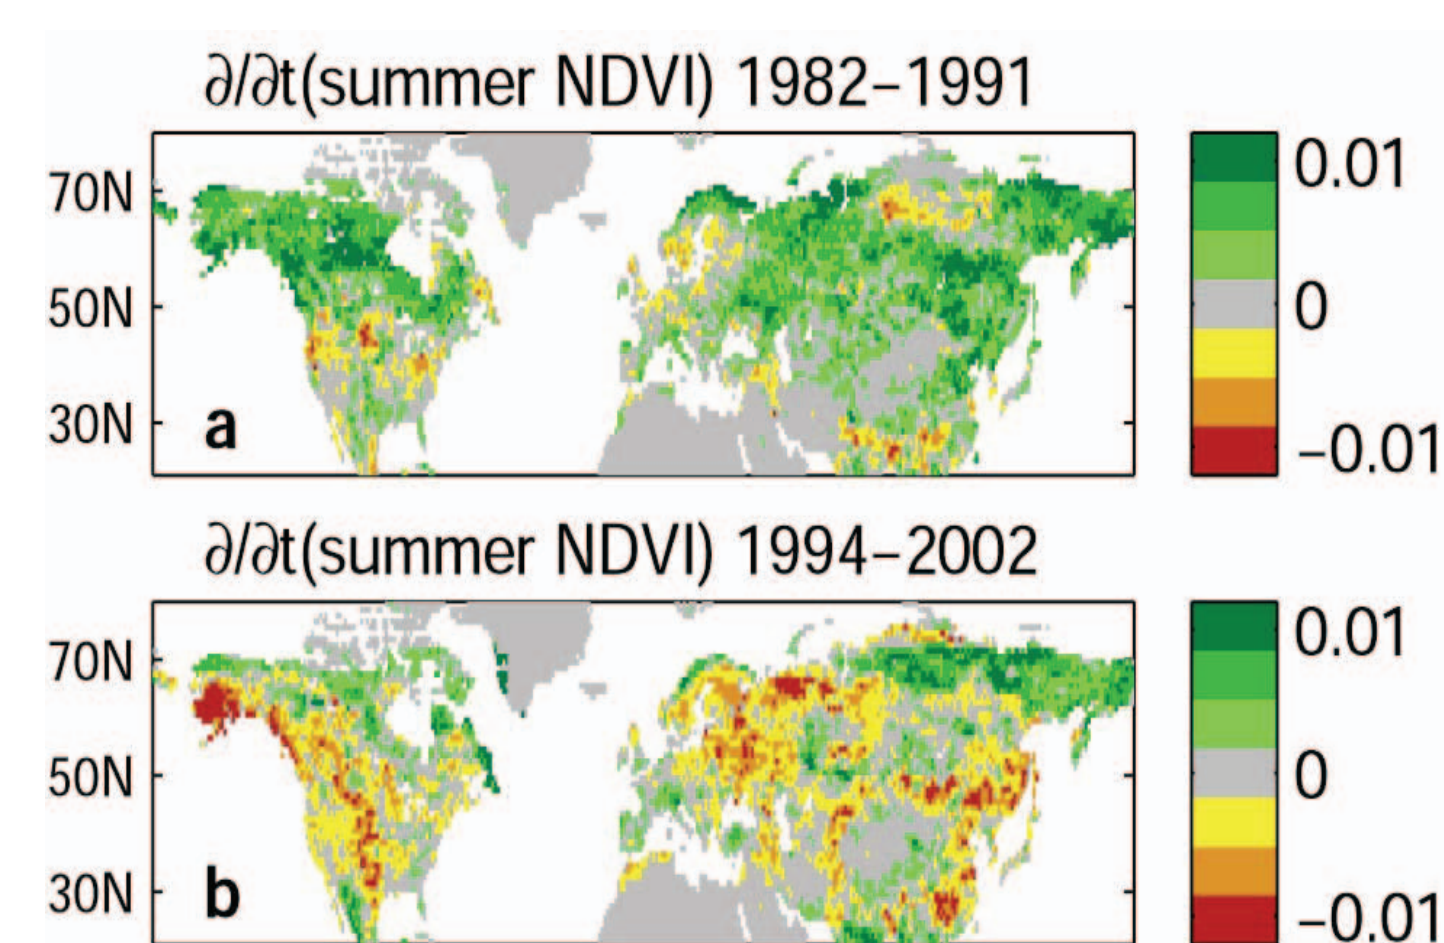 ∂/∂t(summer NDVI) 1982–1991
70N
50N
30N
a
0.01
0
−0.01
∂/∂t(summer NDVI) 1994–2002
70N
50N
30N
b
0.01
0
−0.01